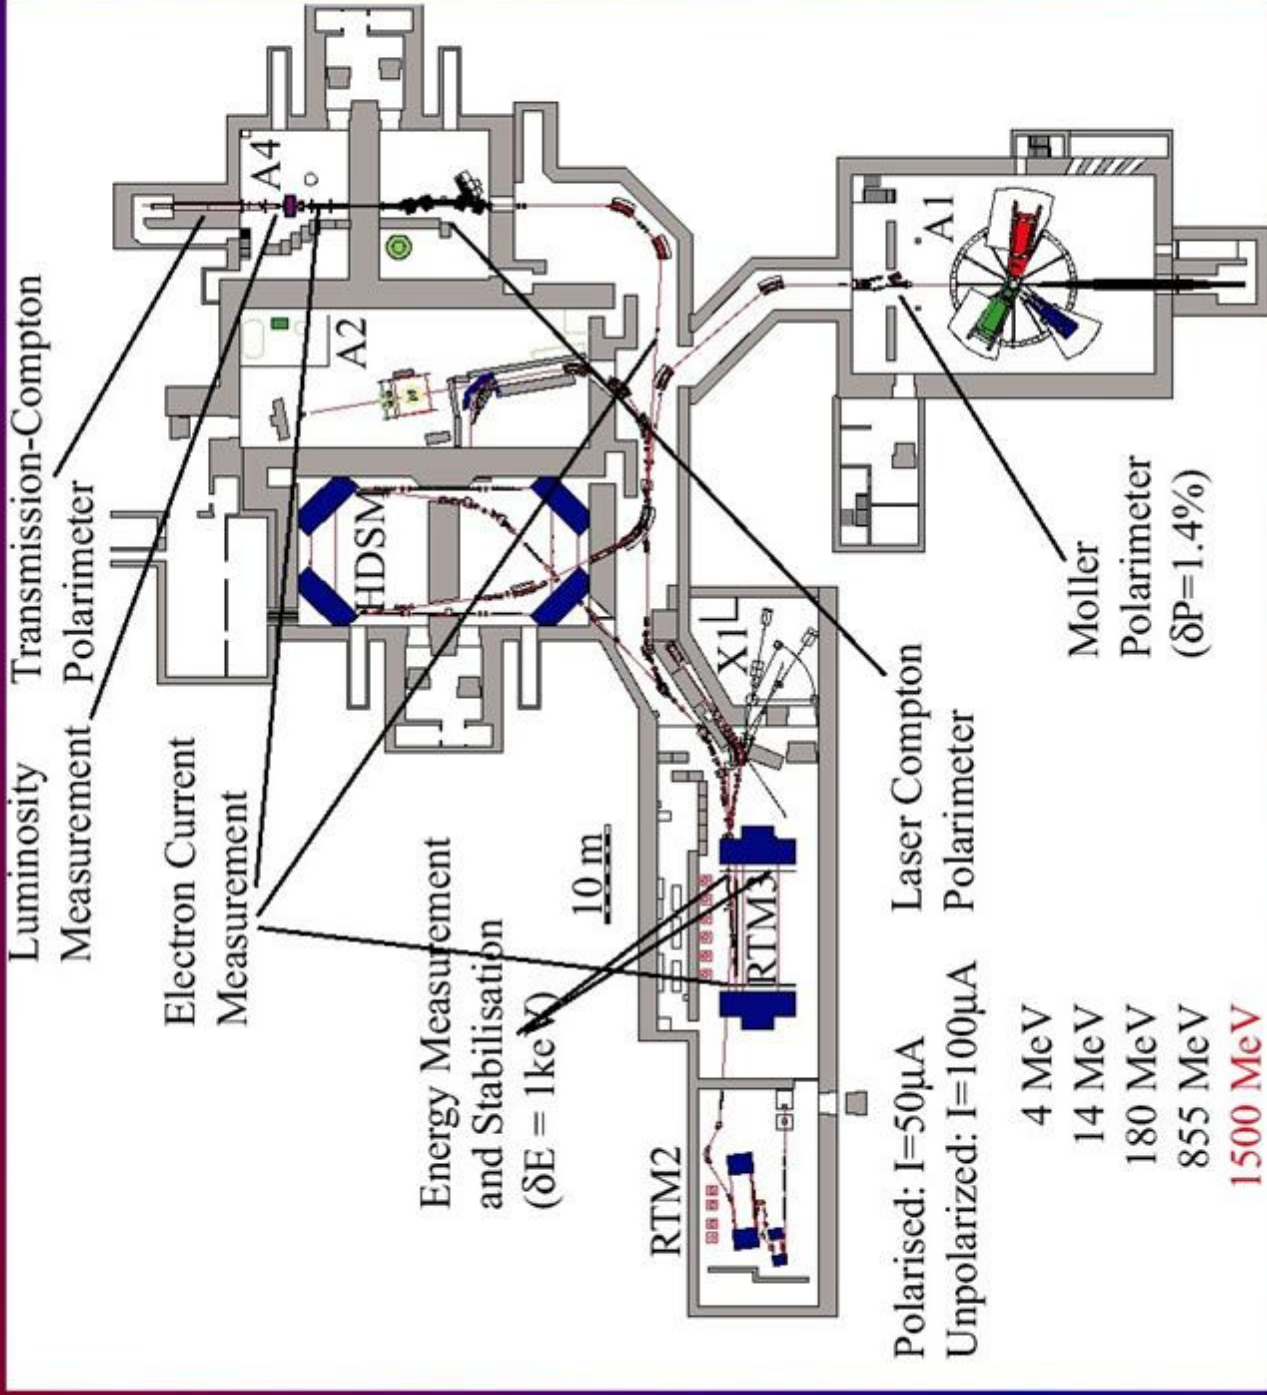 Luminosity
Measurement
Transmission-Compton
Polarimeter
Electron Current
Measurement
Energy Measurement
and Stabilisation
(δE = 1keV)
10 m
A4
A2
HDSM
A1
X1
RTM3
RTM2
Laser Compton
Polarimeter
Moller
Polarimeter
(δP=1.4%)
Polarised: I=50μA
Unpolarized: I=100μA
4 MeV
14 MeV
180 MeV
855 MeV
1500 MeV